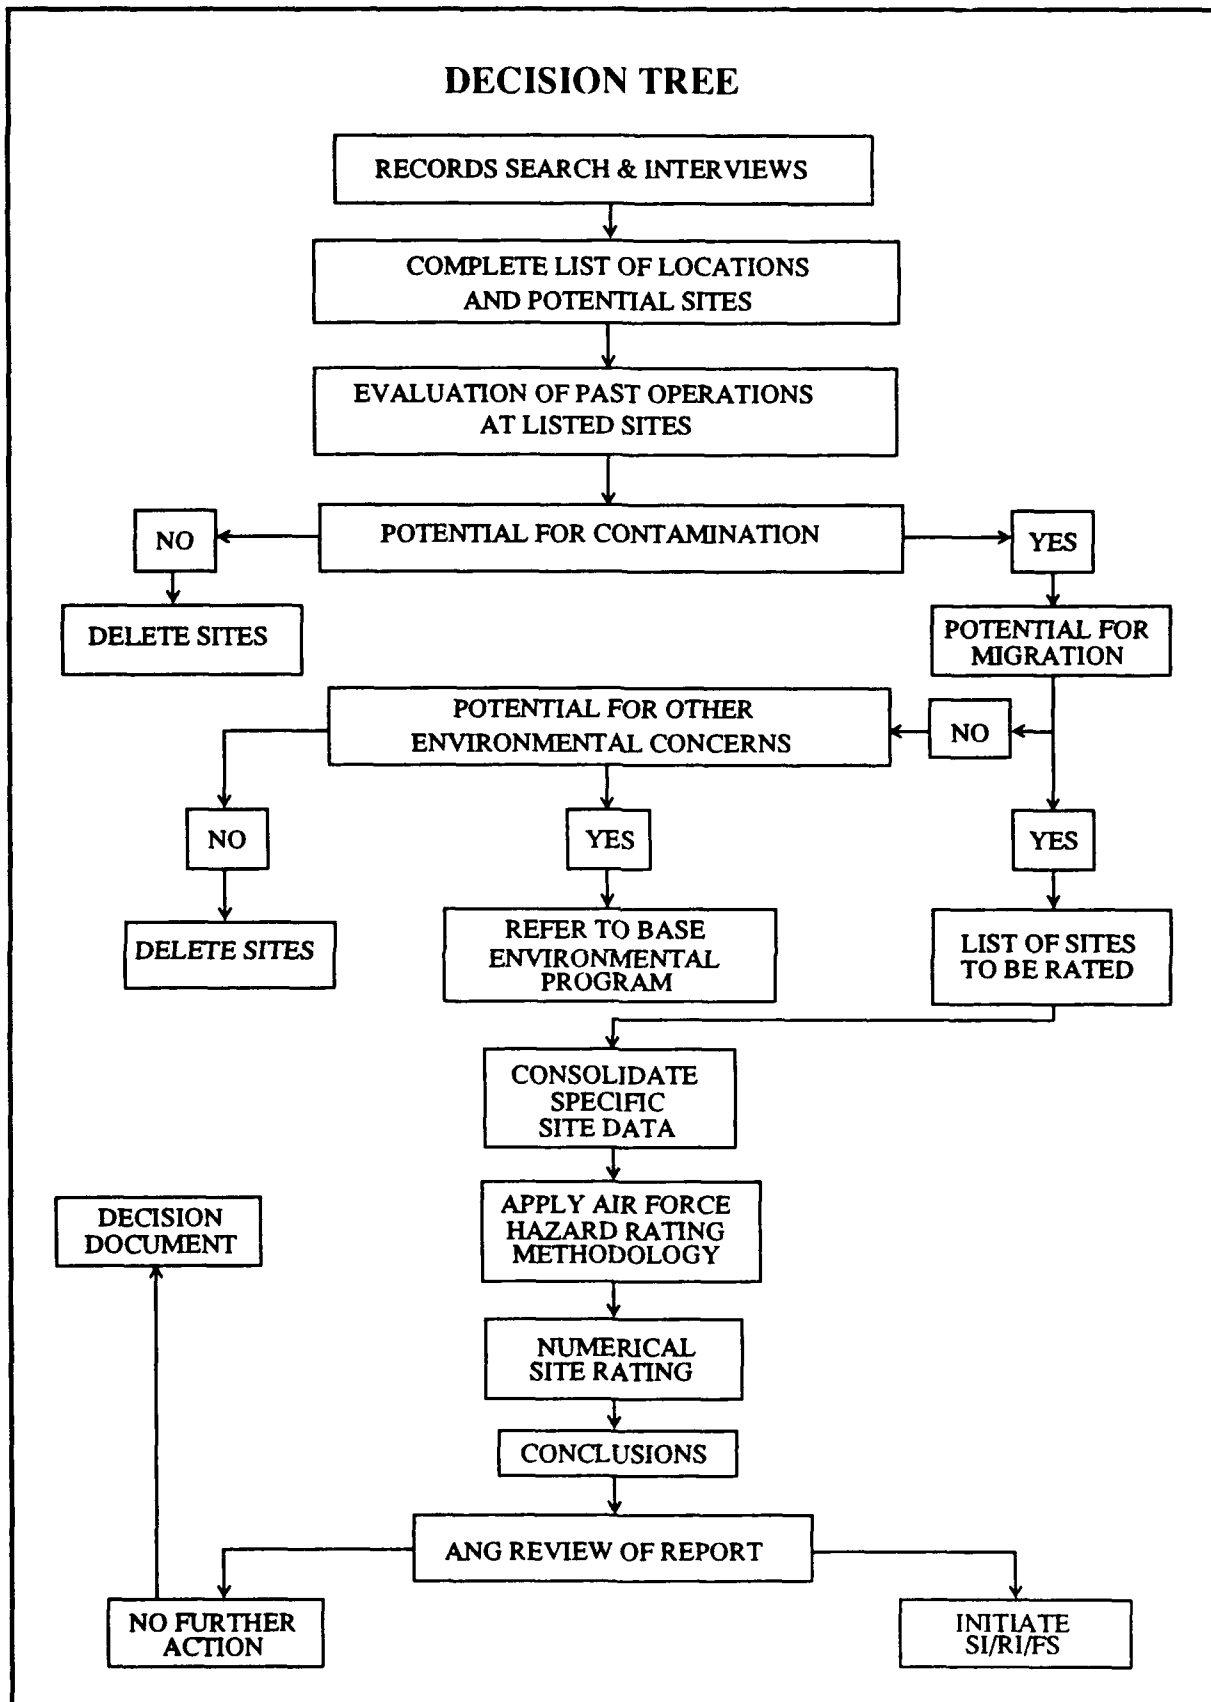 DECISION TREE
RECORDS SEARCH & INTERVIEWS
COMPLETE LIST OF LOCATIONS
AND POTENTIAL SITES
EVALUATION OF PAST OPERATIONS
AT LISTED SITES
NO
POTENTIAL FOR CONTAMINATION
YES
DELETE SITES
POTENTIAL FOR
MIGRATION
POTENTIAL FOR OTHER
ENVIRONMENTAL CONCERNS
NO
NO
YES
YES
DELETE SITES
REFER TO BASE
ENVIRONMENTAL
PROGRAM
LIST OF SITES
TO BE RATED
CONSOLIDATE
SPECIFIC
SITE DATA
DECISION
DOCUMENT
APPLY AIR FORCE
HAZARD RATING
METHODOLOGY
NUMERICAL
SITE RATING
CONCLUSIONS
ANG REVIEW OF REPORT
NO FURTHER
ACTION
INITIATE
SI/RI/FS